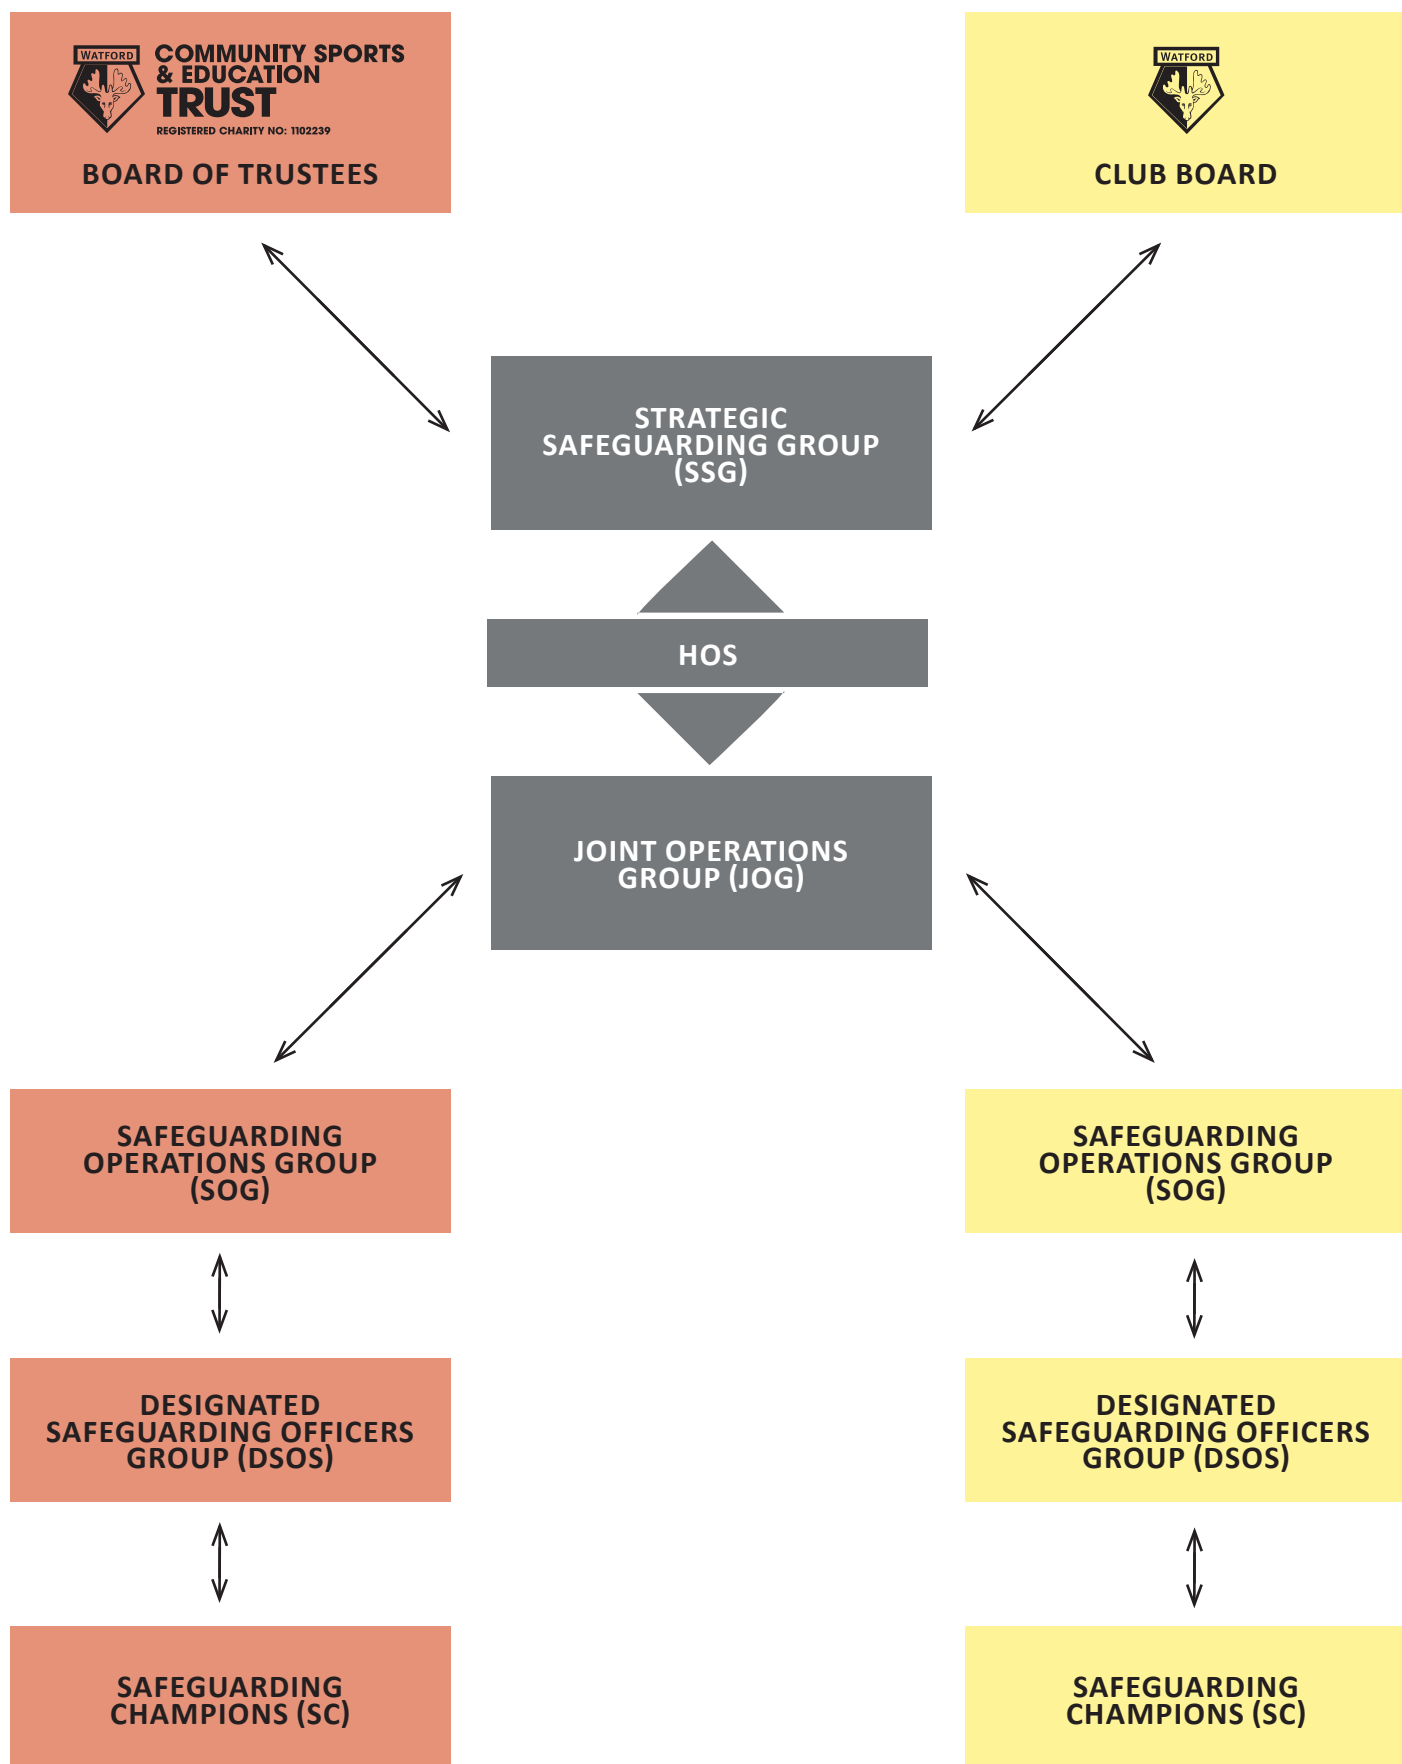 WATFORD
COMMUNITY SPORTS
& EDUCATION
TRUST
REGISTERED CHARITY NO: 1102239
BOARD OF TRUSTEES
WATFORD
CLUB BOARD
STRATEGIC
SAFEGUARDING GROUP
(SSG)
HOS
JOINT OPERATIONS
GROUP (JOG)
SAFEGUARDING
OPERATIONS GROUP
(SOG)
SAFEGUARDING
OPERATIONS GROUP
(SOG)
DESIGNATED
SAFEGUARDING OFFICERS
GROUP (DSOS)
DESIGNATED
SAFEGUARDING OFFICERS
GROUP (DSOS)
SAFEGUARDING
CHAMPIONS (SC)
SAFEGUARDING
CHAMPIONS (SC)